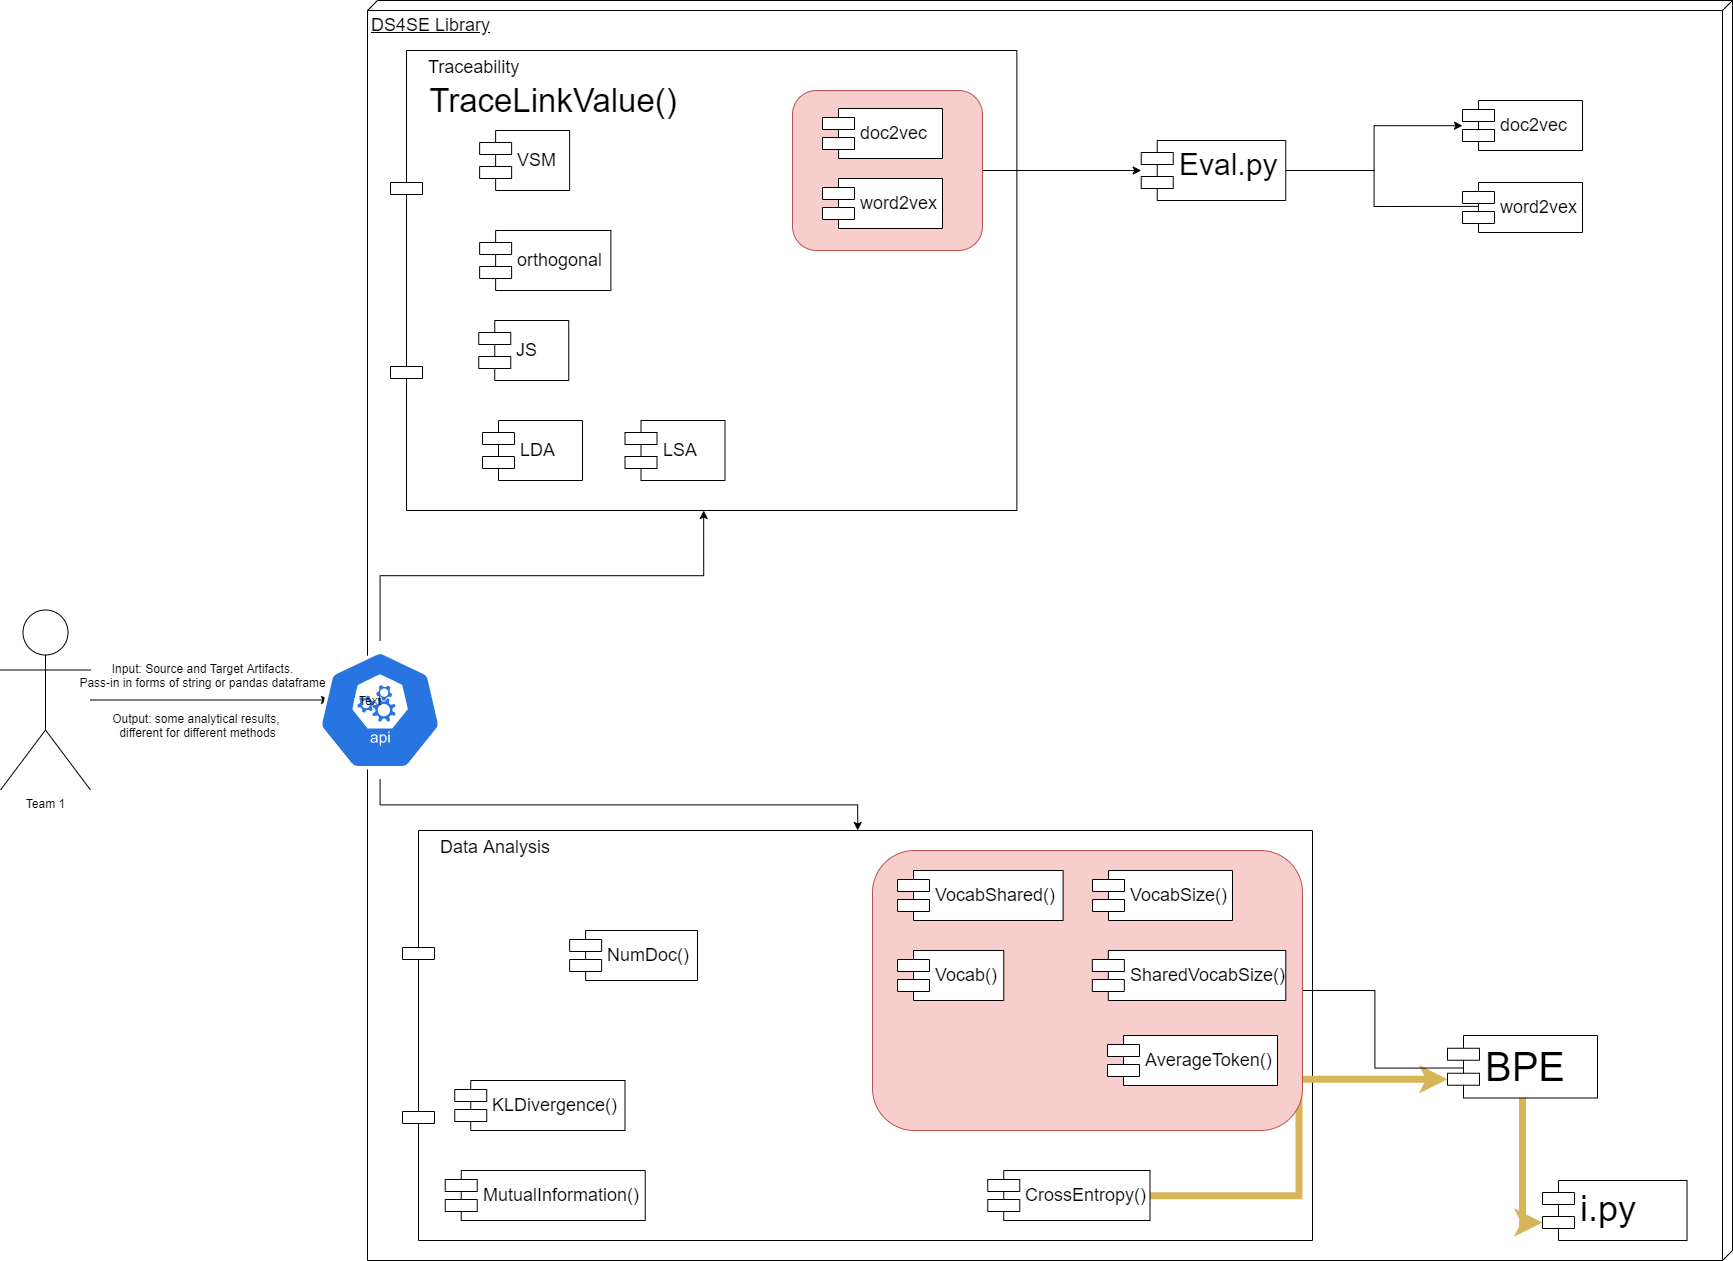 DS4SE Library
Traceability
TraceLinkValue()
doc2vec
word2vex
VSM
orthogonal
JS
LDA
LSA
Eval.py
doc2vec
word2vex
Input: Source and Target Artifacts.
Pass-in in forms of string or pandas dataframe
Output: some analytical results,
different for different methods
Team 1
Text
api
Data Analysis
VocabShared()
VocabSize()
NumDoc()
Vocab()
SharedVocabSize()
AverageToken()
BPE
KLDivergence()
MutualInformation()
CrossEntropy()
i.py